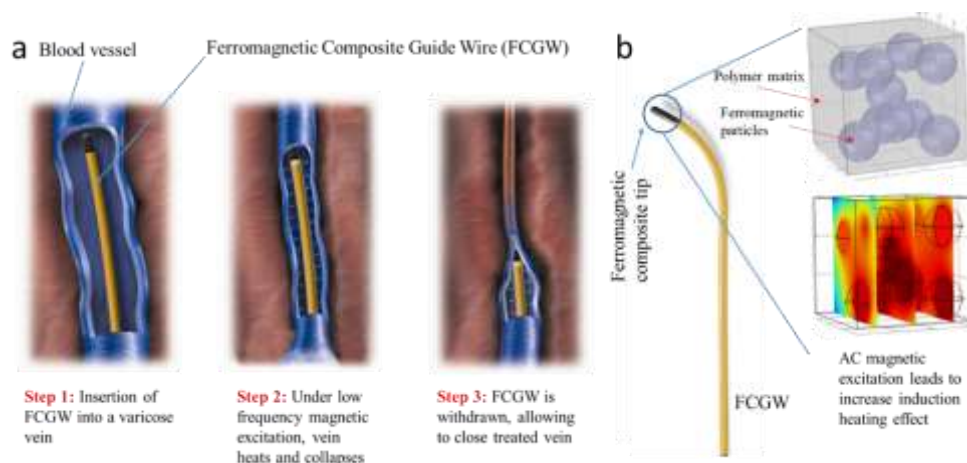 a
Blood vessel
Ferromagnetic Composite Guide Wire (FCGW)
Step 1: Insertion of
FCGW into a varicose
vein
Step 2: Under low
frequency magnetic
excitation, vein
heats and collapses
Step 3: FCGW is
withdrawn, allowing
to close treated vein
b
Polymer matrix
Ferromagnetic
particles
Ferromagnetic
composite tip
FCGW
AC magnetic
excitation leads to
increase induction
heating effect